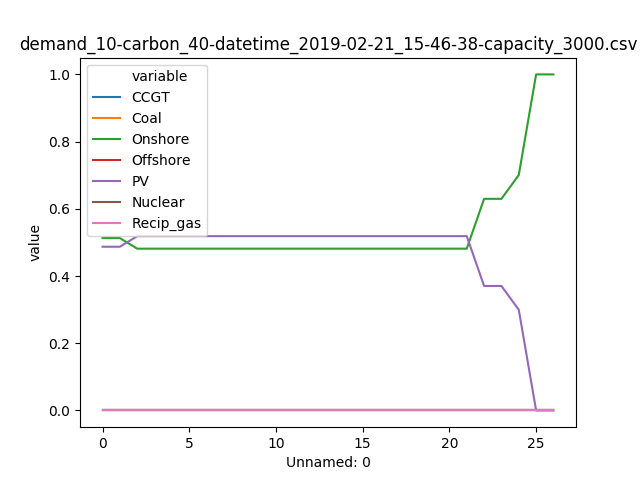 demand_10-carbon_40-datetime_2019-02-21_15-46-38-capacity_3000.csv
variable
CCGT
Coal
Onshore
Offshore
PV
Nuclear
Recip_gas
value
1.0
0.8
0.6
0.4
0.2
0.0
0 5 10 15 20 25
Unnamed: 0